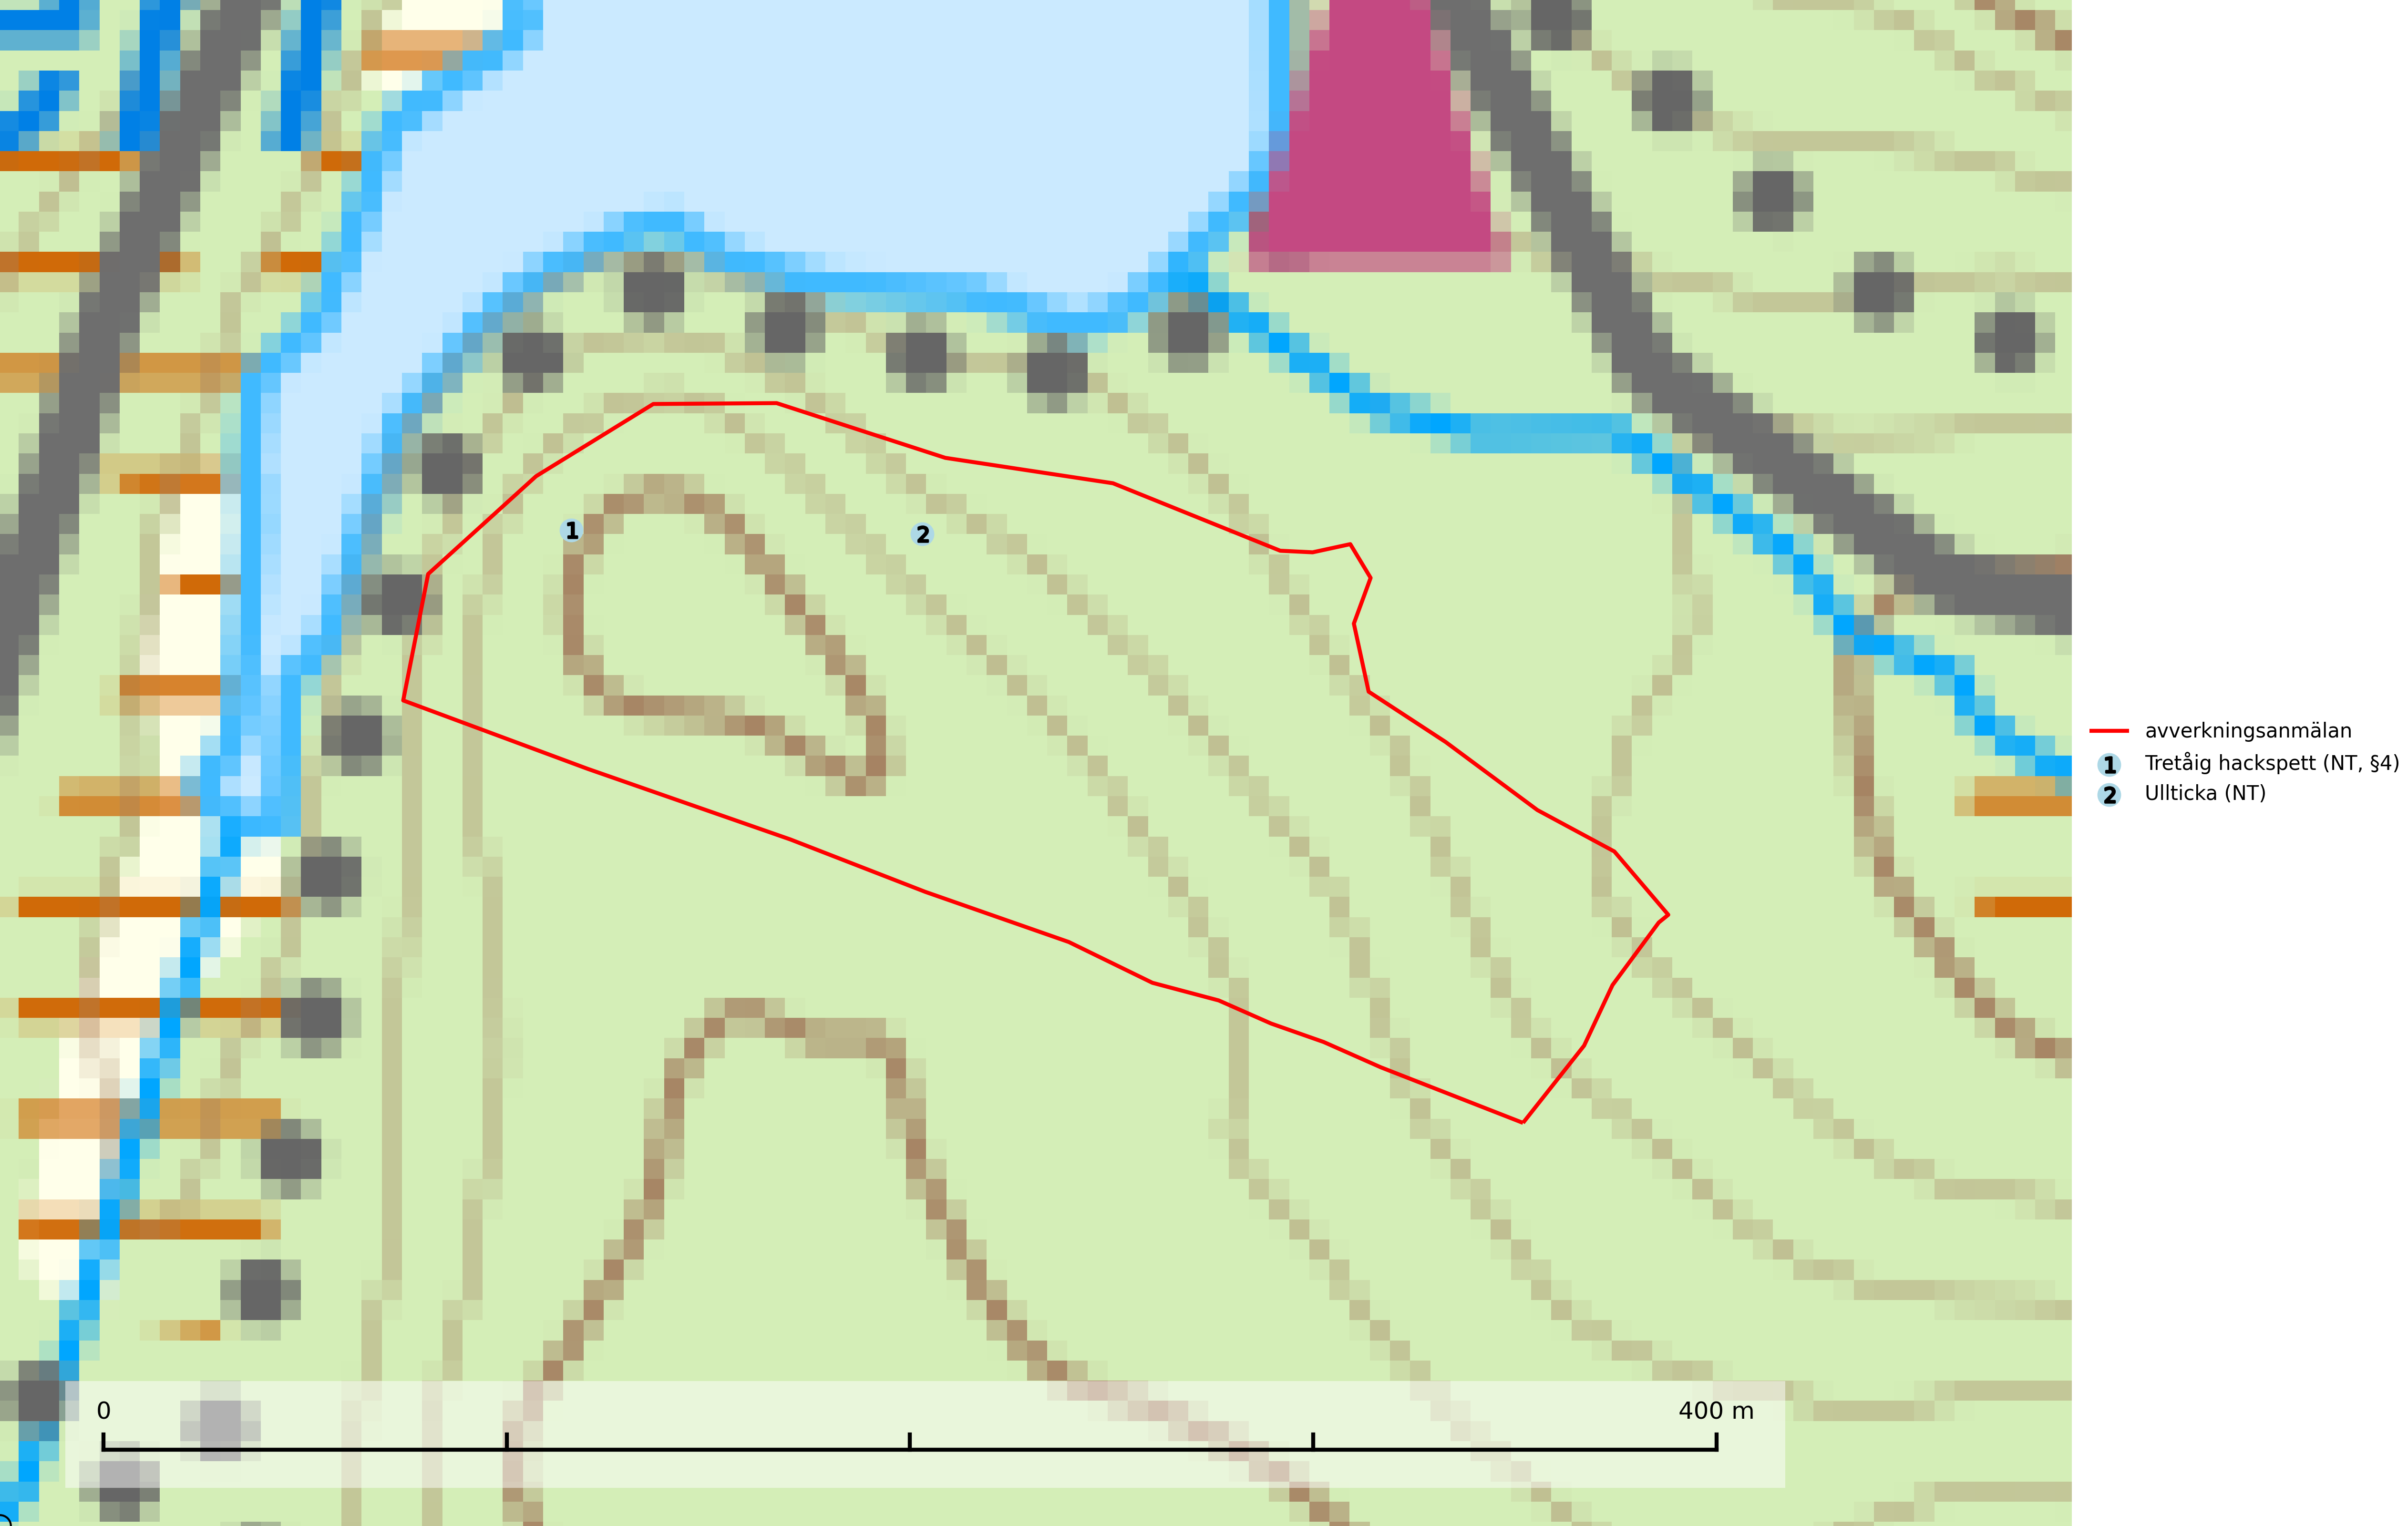 1
2
avverkningsanmälan
1 Tretåig hackspett (NT, §4)
2 Ullticka (NT)
0 400 m